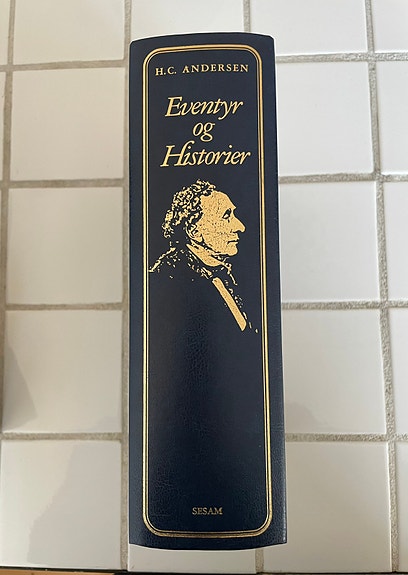 H.C. ANDERSEN
Eventyr
og
Historier
SESAM